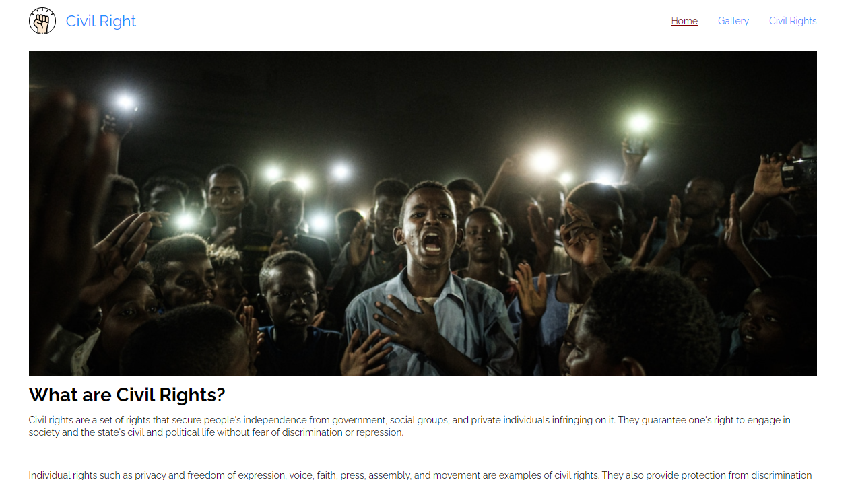 Civil Right
Home Gallery Civil Rights
What are Civil Rights?
Civil rights are a set of rights that secure people's independence from government, social groups, and private individuals infringing on it. They guarantee one's right to engage in
society and the state's civil and political life without fear of discrimination or repression.
Individual rights such as privacy and freedom of expression, voice, faith, press, assembly, and movement are examples of civil rights. They also provide protection from discrimination